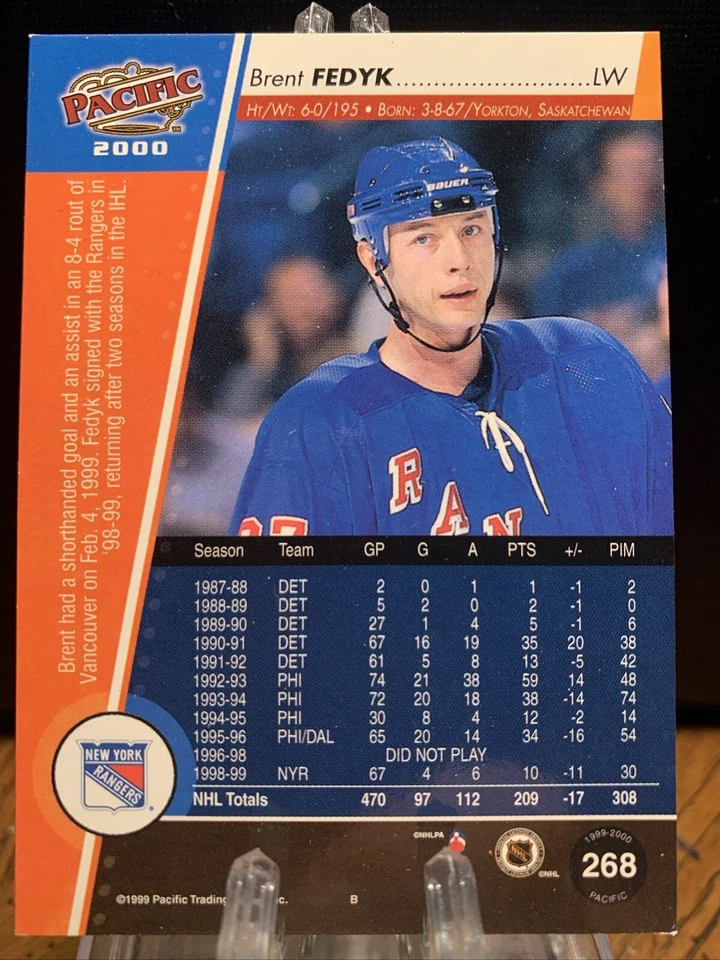 PACIFIC
2000
Brent FEDYK..........................LW
HT/WT: 6-0/195 • BORN: 3-8-67/YORKTON, SASKATCHEWAN
Brent had a shorthanded goal and an assist in an 8-4 rout of
Vancouver on Feb. 4, 1999. Fedyk signed with the Rangers in
'98-99, returning after two seasons in the IHL.
BAUER
RAN
Season Team GP G A PTS +/- PIM
1987-88 DET 2 0 1 1 -1 2
1988-89 DET 5 2 0 2 -1 0
1989-90 DET 27 1 4 5 -1 6
1990-91 DET 67 16 19 35 20 38
1991-92 DET 61 5 8 13 -5 42
1992-93 PHI 74 21 38 59 14 48
1993-94 PHI 72 20 18 38 -14 74
1994-95 PHI 30 8 4 12 -2 14
1995-96 PHI/DAL 65 20 14 34 -16 54
1996-98 DID NOT PLAY
1998-99 NYR 67 4 6 10 -11 30
NHL Totals 470 97 112 209 -17 308
NEW YORK
RANGERS
©NHLPA
NHL
©NHL
1999-2000
268
PACIFIC
©1999 Pacific Trading nc.
B